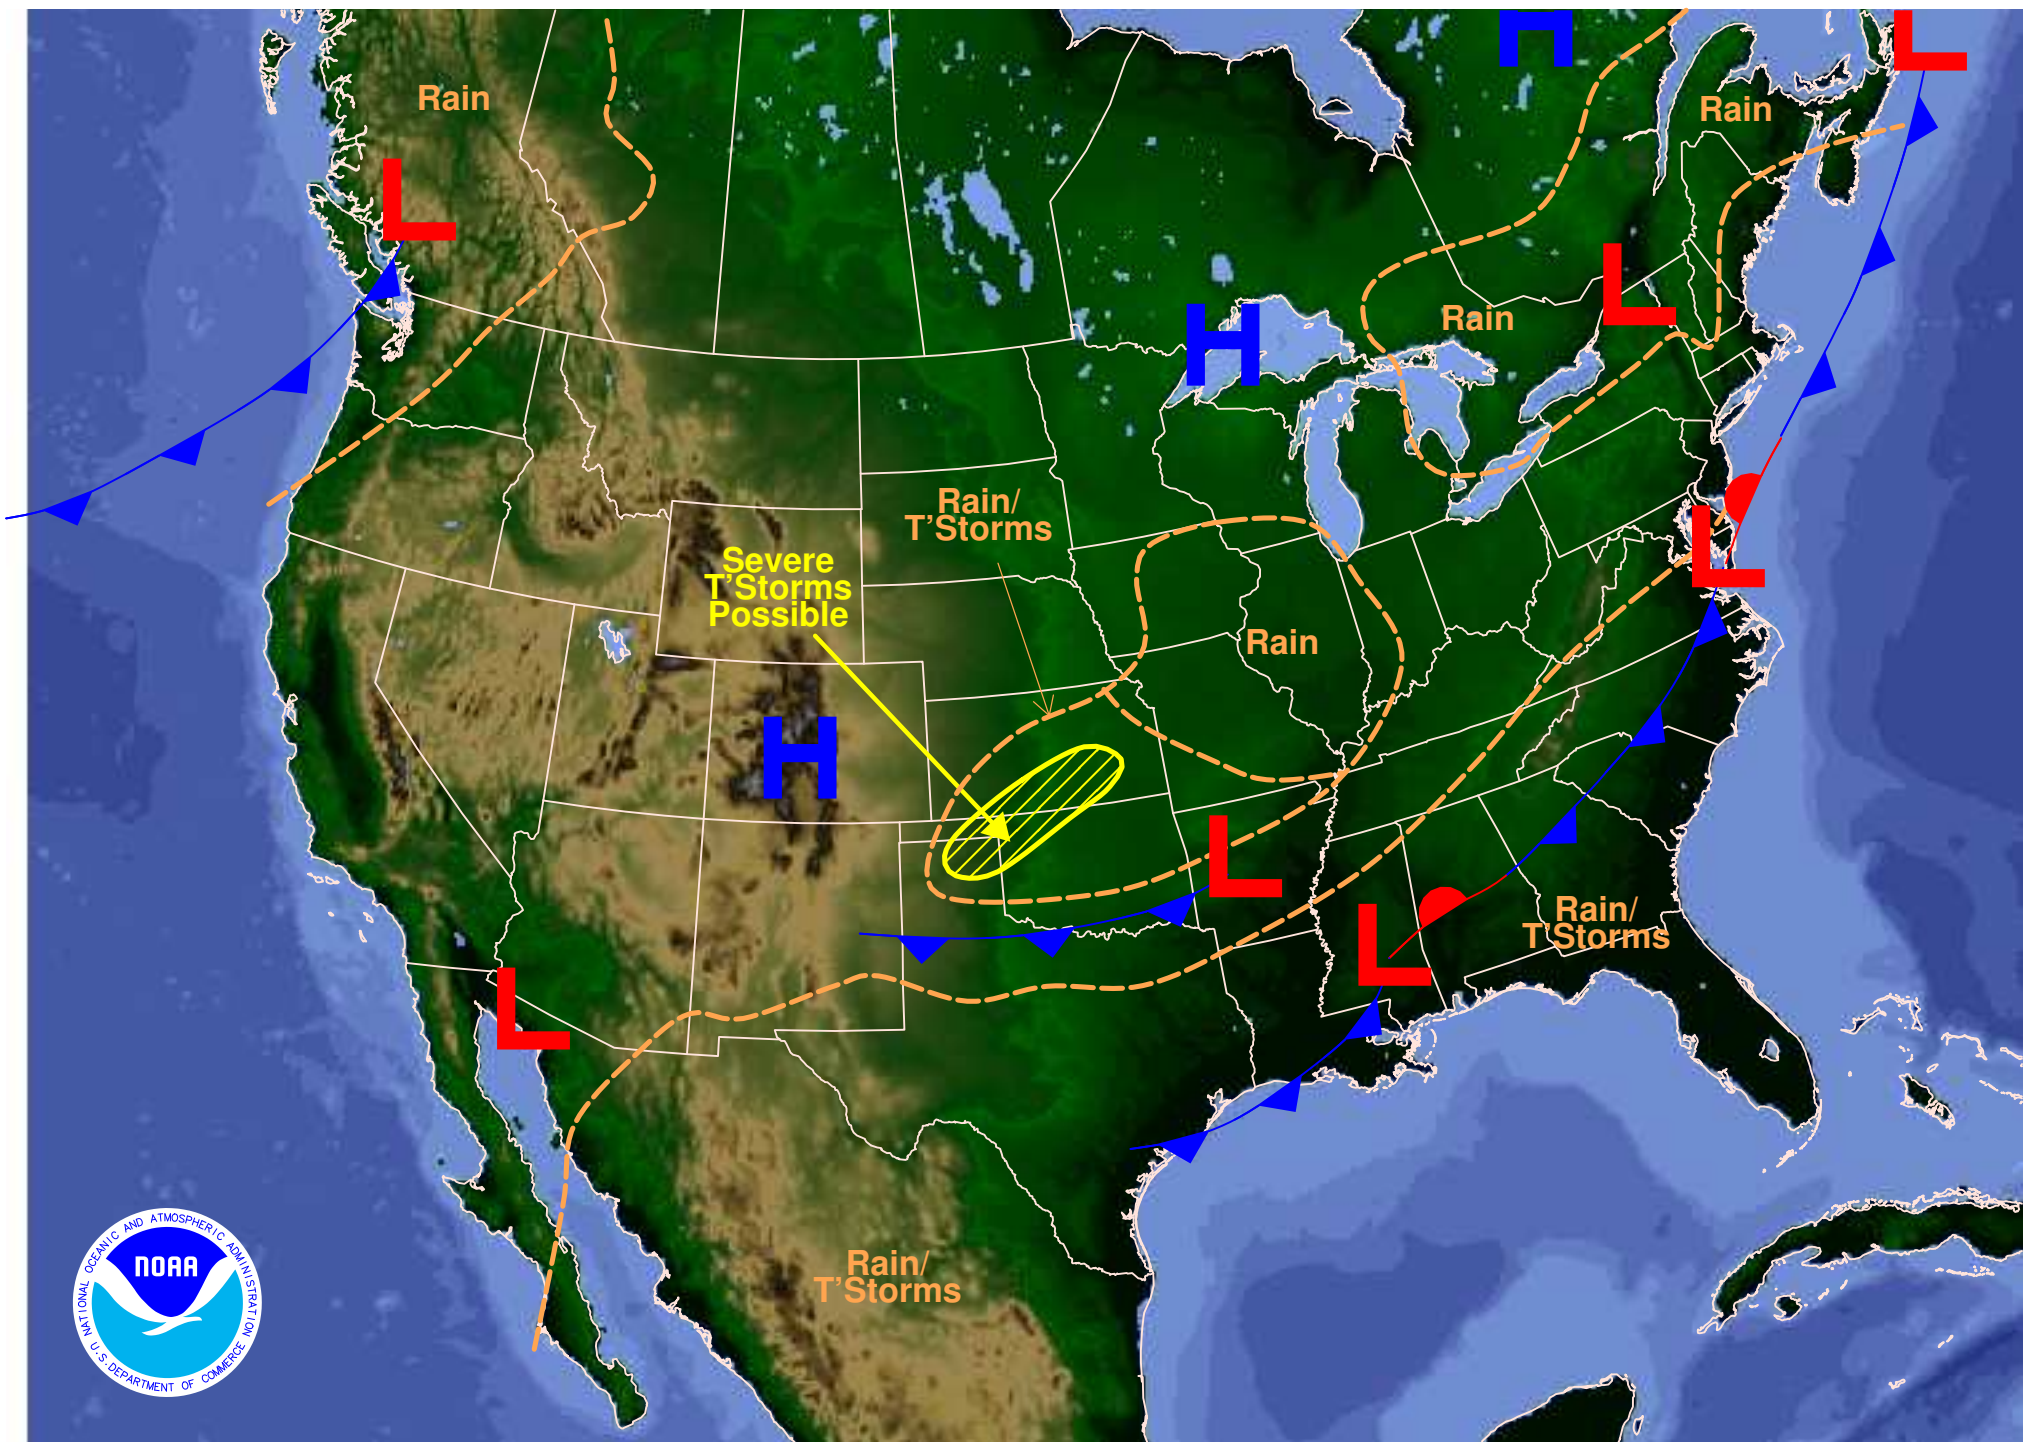 H
L
Rain
Rain
L
L
H
Rain
Rain/
T'Storms
Severe
T'Storms
Possible
L
Rain
H
L
L
Rain/
T'Storms
L
Rain/
T'Storms
NOAA
NATIONAL OCEANIC AND ATMOSPHERIC ADMINISTRATION
U.S. DEPARTMENT OF COMMERCE